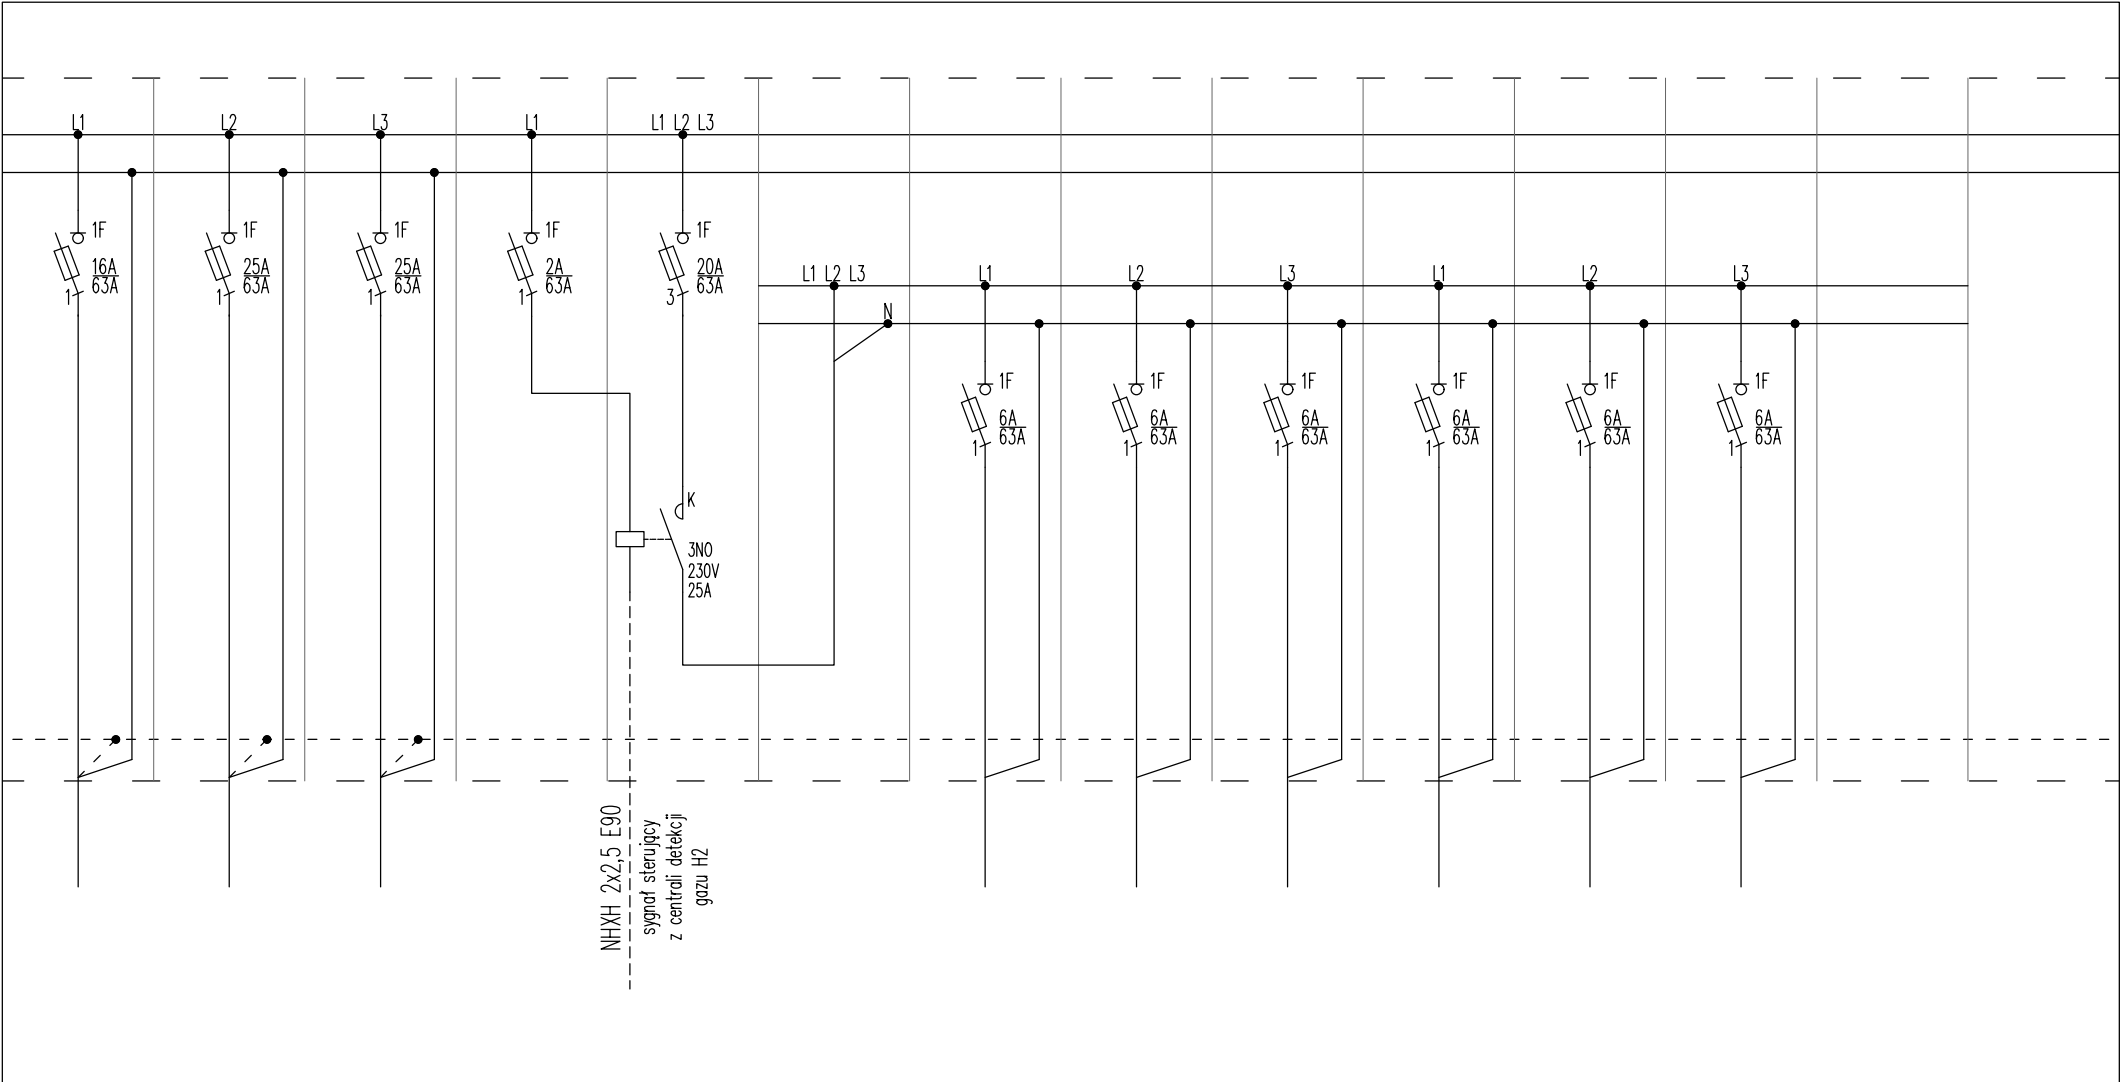 L1
L2
L3
L1
L1 L2 L3
1F
16A
63A
1
1F
25A
63A
1
1F
25A
63A
1
1F
2A
63A
1
1F
20A
63A
3
L1 L2 L3
N
L1
L2
L3
L1
L2
L3
1F
6A
63A
1
1F
6A
63A
1
1F
6A
63A
1
1F
6A
63A
1
1F
6A
63A
1
1F
6A
63A
1
K
3NO
230V
25A
NHXH 2x2,5 E90
sygnał sterujący
z centrali detekcji
gazu H2